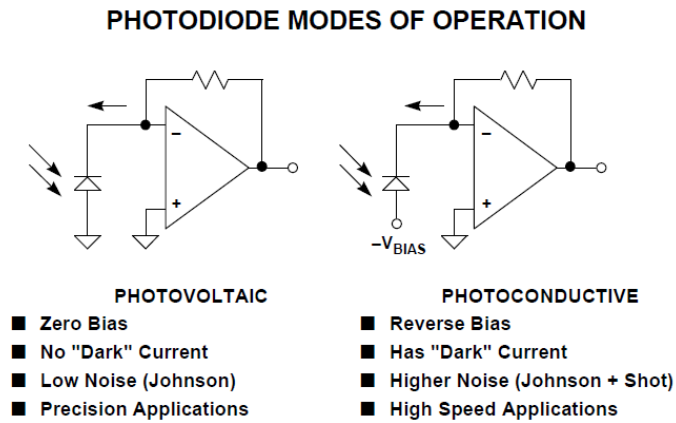 PHOTODIODE MODES OF OPERATION
−
+
−
+
−VBIAS
PHOTOVOLTAIC
■ Zero Bias
■ No "Dark" Current
■ Low Noise (Johnson)
■ Precision Applications
PHOTOCONDUCTIVE
■ Reverse Bias
■ Has "Dark" Current
■ Higher Noise (Johnson + Shot)
■ High Speed Applications